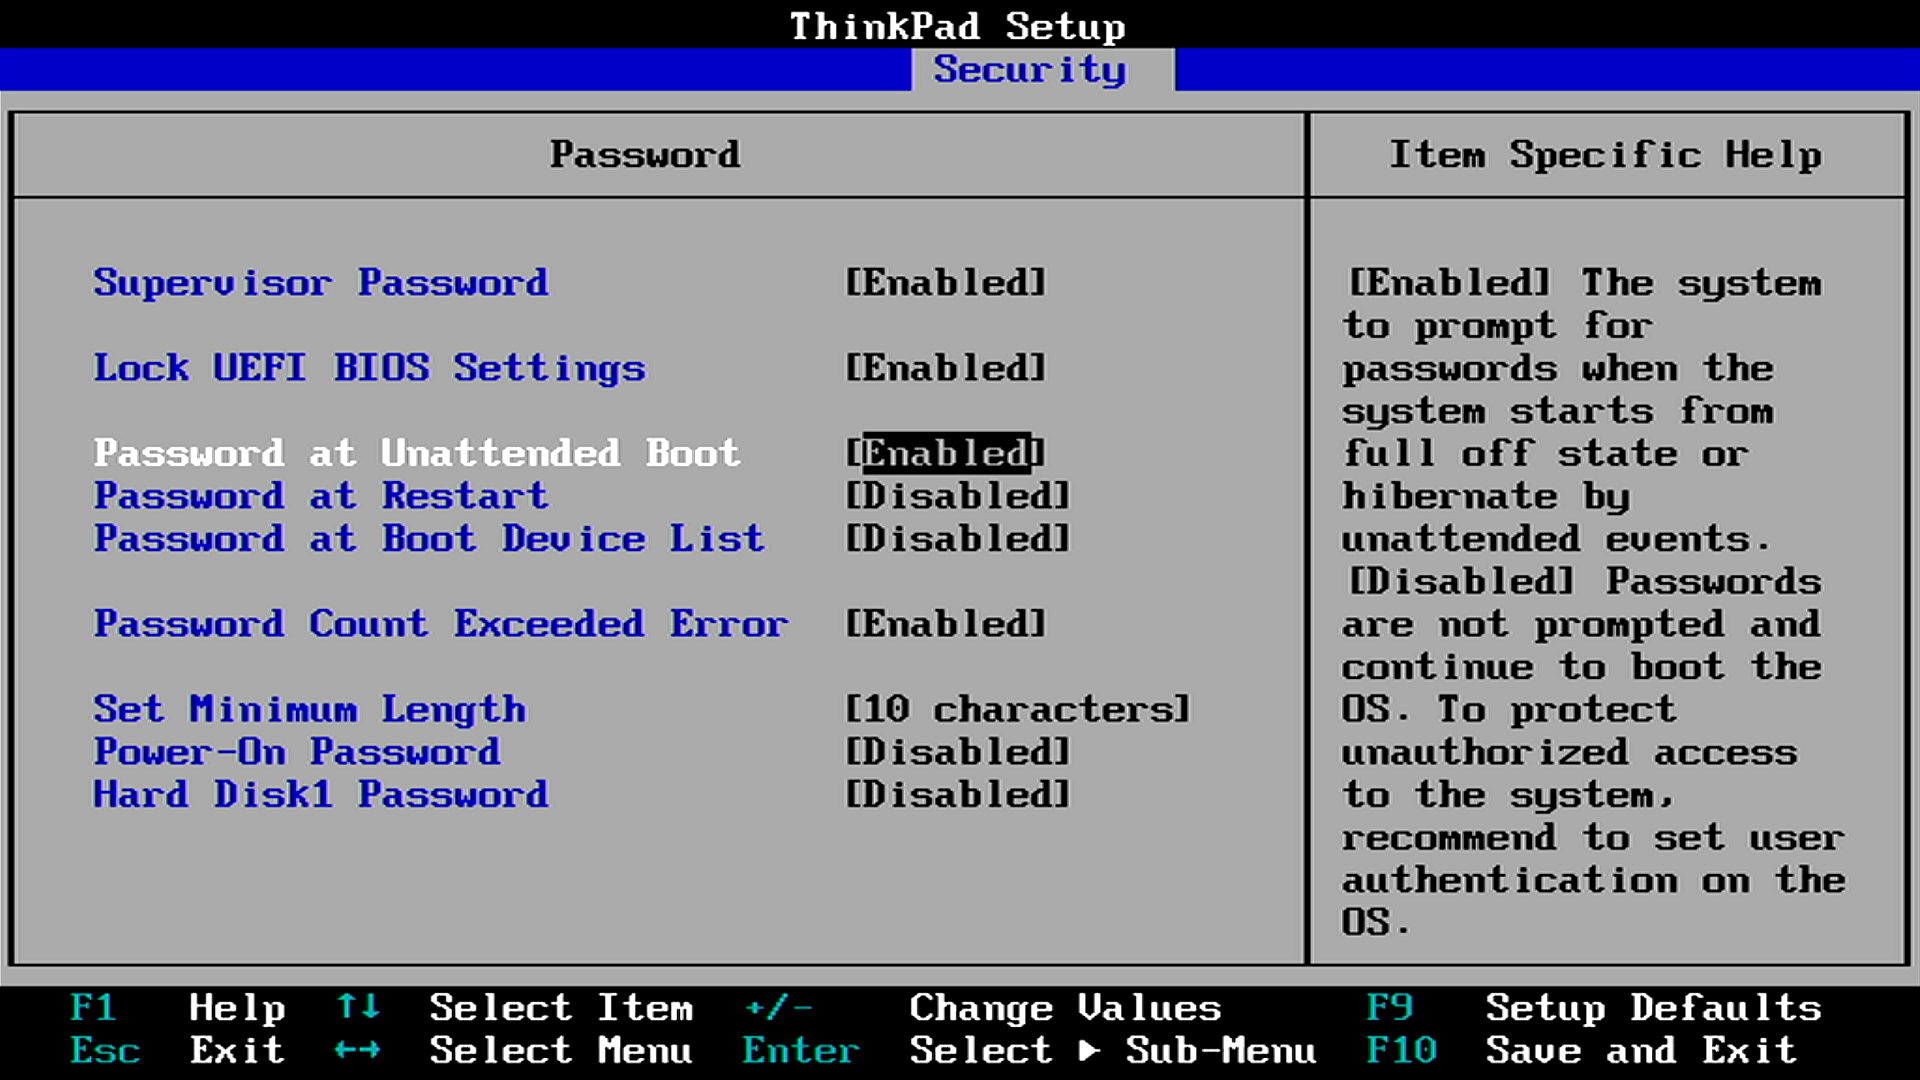 ThinkPad Setup
Security
Password
Item Specific Help
Supervisor Password [Enabled]
Lock UEFI BIOS Settings [Enabled]
Password at Unattended Boot [Enabled]
Password at Restart [Disabled]
Password at Boot Device List [Disabled]
Password Count Exceeded Error [Enabled]
Set Minimum Length [10 characters]
Power-On Password [Disabled]
Hard Disk1 Password [Disabled]
[Enabled] The system
to prompt for
passwords when the
system starts from
full off state or
hibernate by
unattended events.
[Disabled] Passwords
are not prompted and
continue to boot the
OS. To protect
unauthorized access
to the system,
recommend to set user
authentication on the
OS.
F1 Help ↑↓ Select Item +/- Change Values F9 Setup Defaults
Esc Exit ←→ Select Menu Enter Select ▶ Sub-Menu F10 Save and Exit